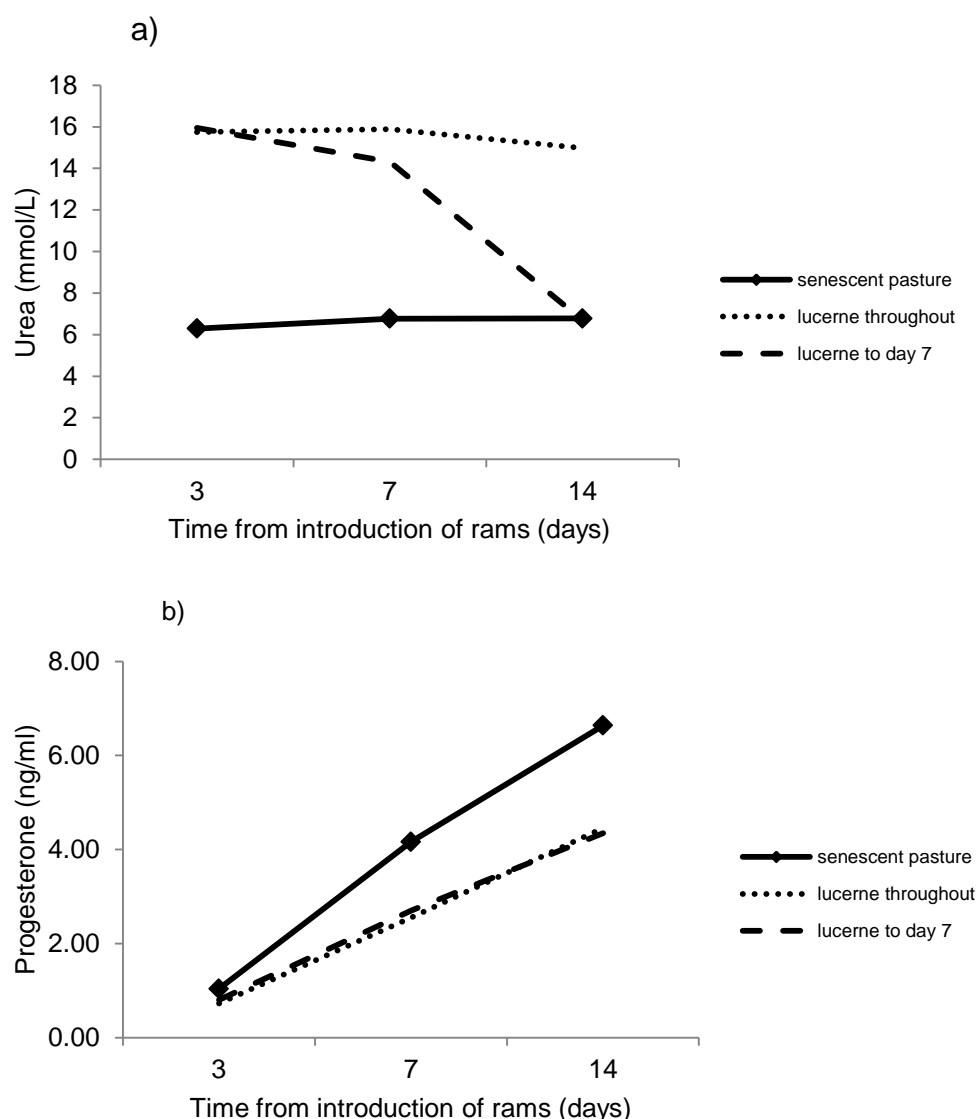 a)
18
16
14
12
10
8
6
4
2
0
Urea (mmol/L)
3 7 14
Time from introduction of rams (days)
senescent pasture
lucerne throughout
lucerne to day 7
b)
8.00
6.00
4.00
2.00
0.00
Progesterone (ng/ml)
3 7 14
Time from introduction of rams (days)
senescent pasture
lucerne throughout
lucerne to day 7